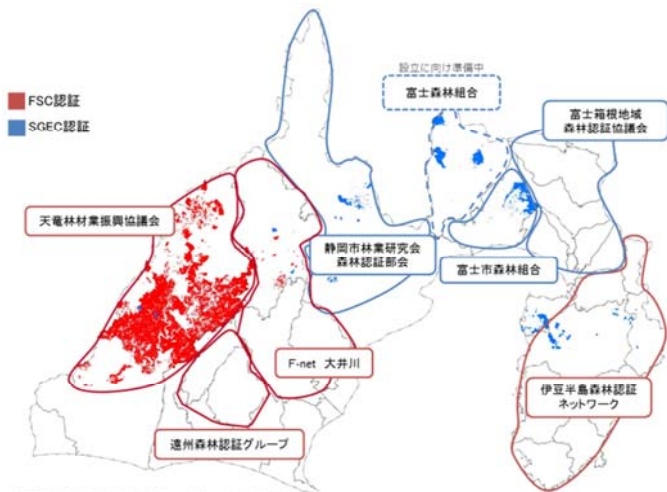 設立に向け準備中
富士森林組合
FSC認証
SGEC認証
富士箱根地域
森林認証協議会
天竜林材業振興協議会
静岡市林業研究会
森林認証部会
富士市森林組合
F-net 大井川
伊豆半島森林認証
ネットワーク
遠州森林認証グループ